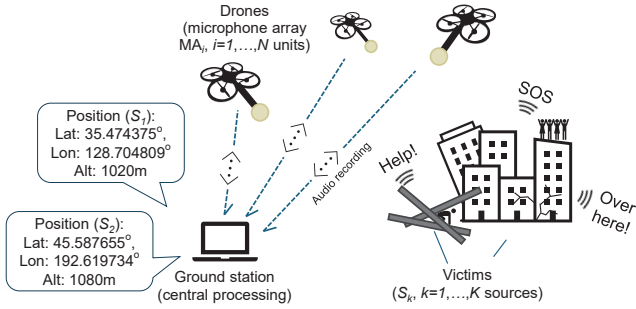 Drones
(microphone array
MAᵢ, i=1,…,N units)
SOS
Help!
Over
here!
Audio recording
Position (S₁):
Lat: 35.474375°,
Lon: 128.704809°
Alt: 1020m
Position (S₂):
Lat: 45.587655°,
Lon: 192.619734°
Alt: 1080m
Ground station
(central processing)
Victims
(Sₖ, k=1,…,K sources)